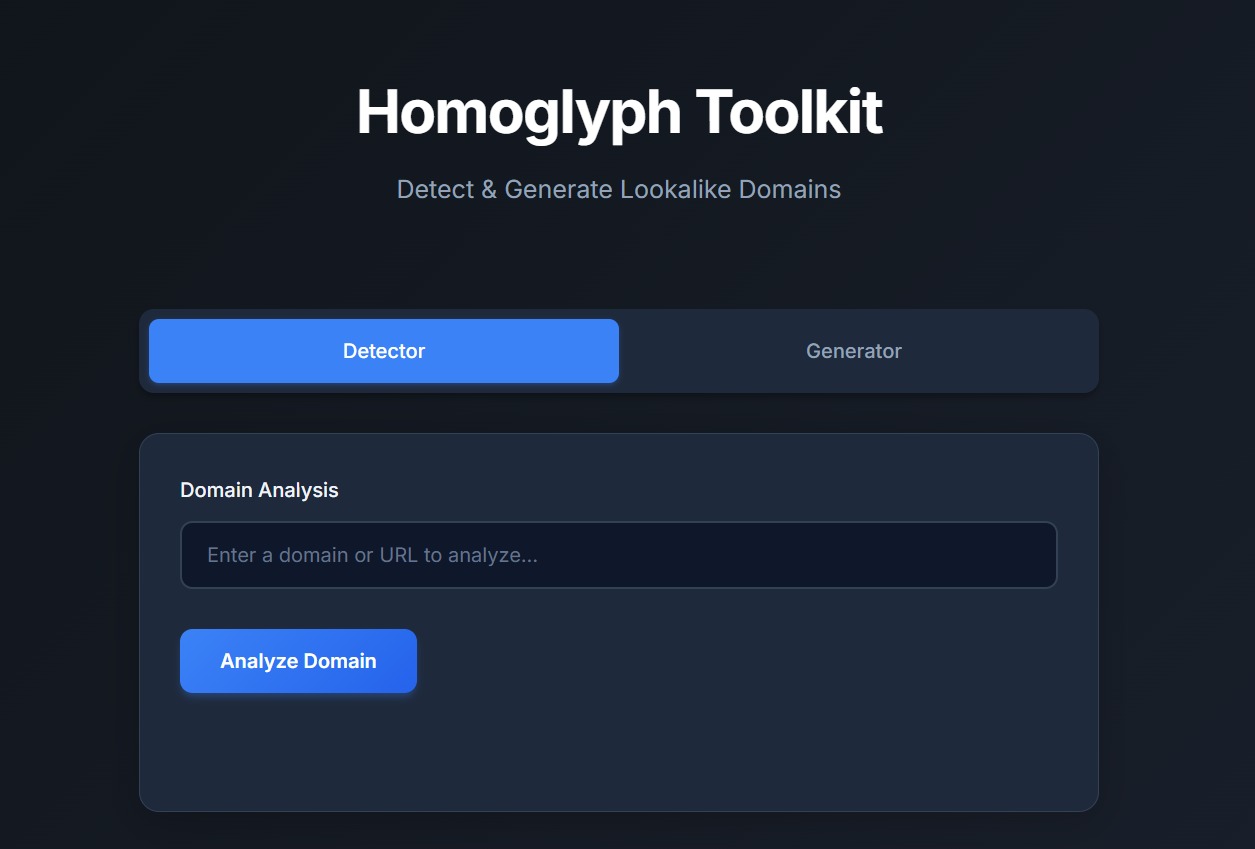 Homoglyph Toolkit
Detect & Generate Lookalike Domains
Detector
Generator
Domain Analysis
Enter a domain or URL to analyze...
Analyze Domain